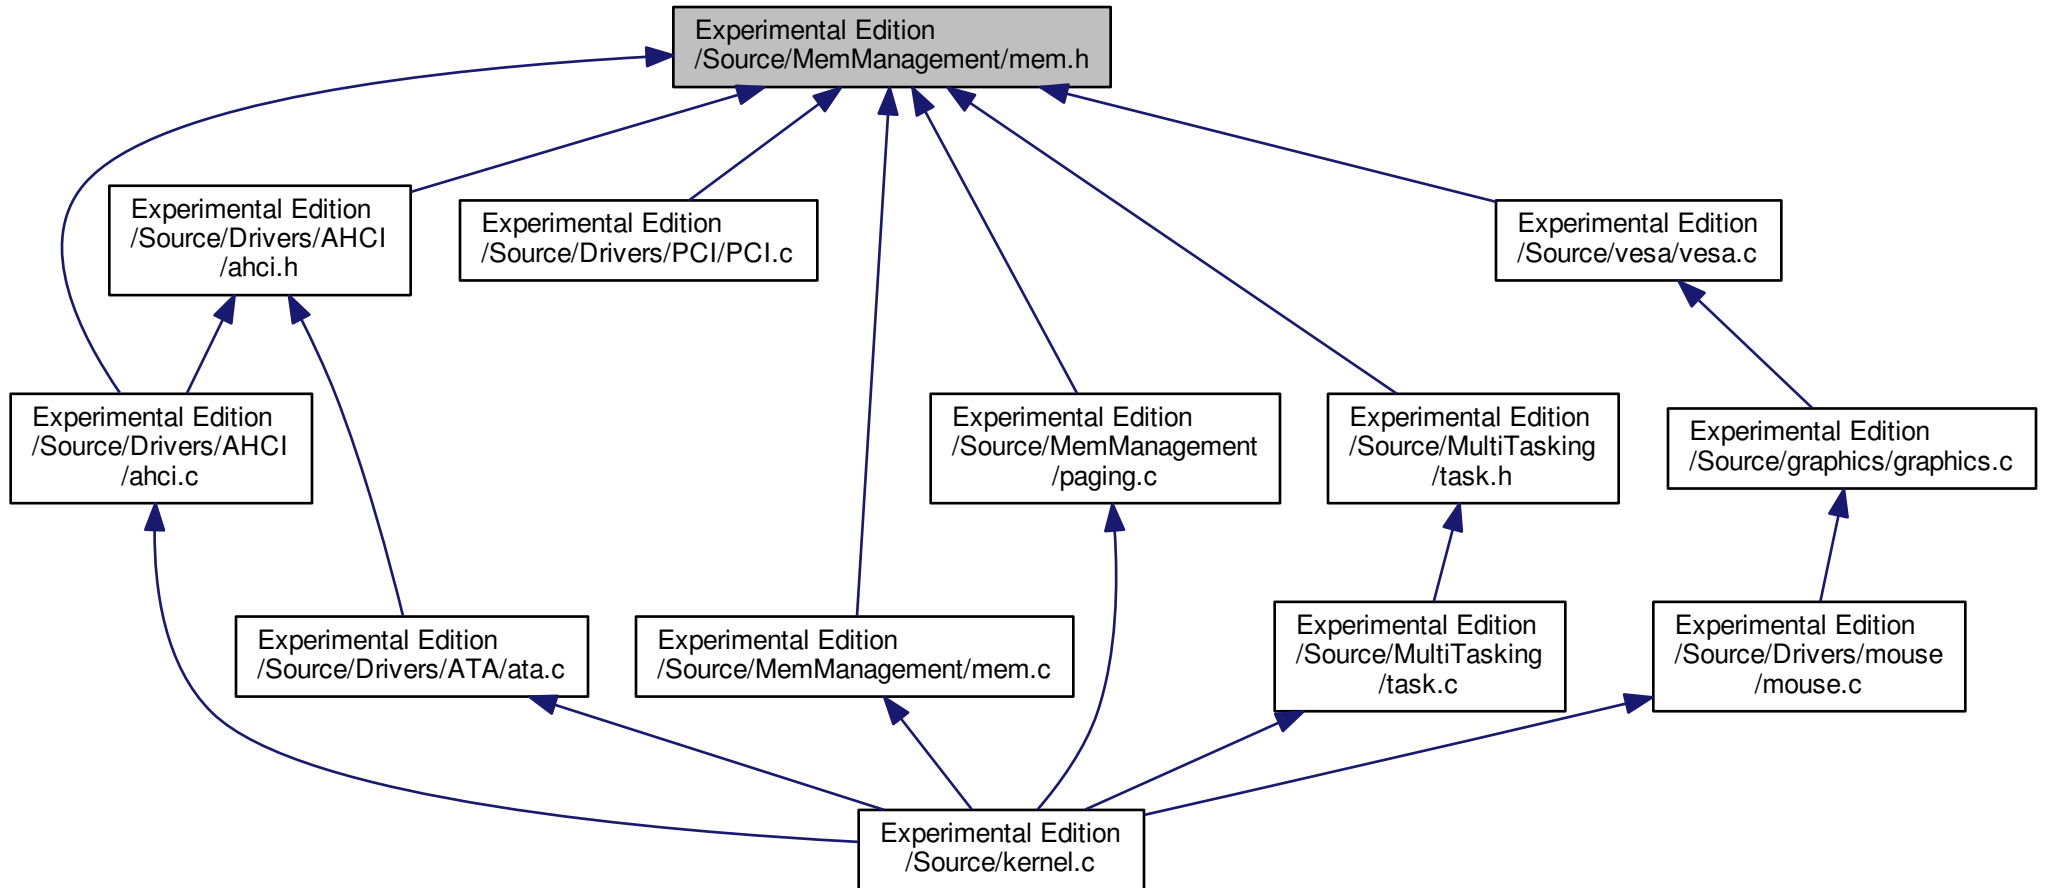 Experimental Edition
/Source/MemManagement/mem.h
Experimental Edition
/Source/Drivers/AHCI
/ahci.h
Experimental Edition
/Source/Drivers/PCI/PCI.c
Experimental Edition
/Source/vesa/vesa.c
Experimental Edition
/Source/Drivers/AHCI
/ahci.c
Experimental Edition
/Source/MemManagement
/paging.c
Experimental Edition
/Source/MultiTasking
/task.h
Experimental Edition
/Source/graphics/graphics.c
Experimental Edition
/Source/Drivers/ATA/ata.c
Experimental Edition
/Source/MemManagement/mem.c
Experimental Edition
/Source/MultiTasking
/task.c
Experimental Edition
/Source/Drivers/mouse
/mouse.c
Experimental Edition
/Source/kernel.c